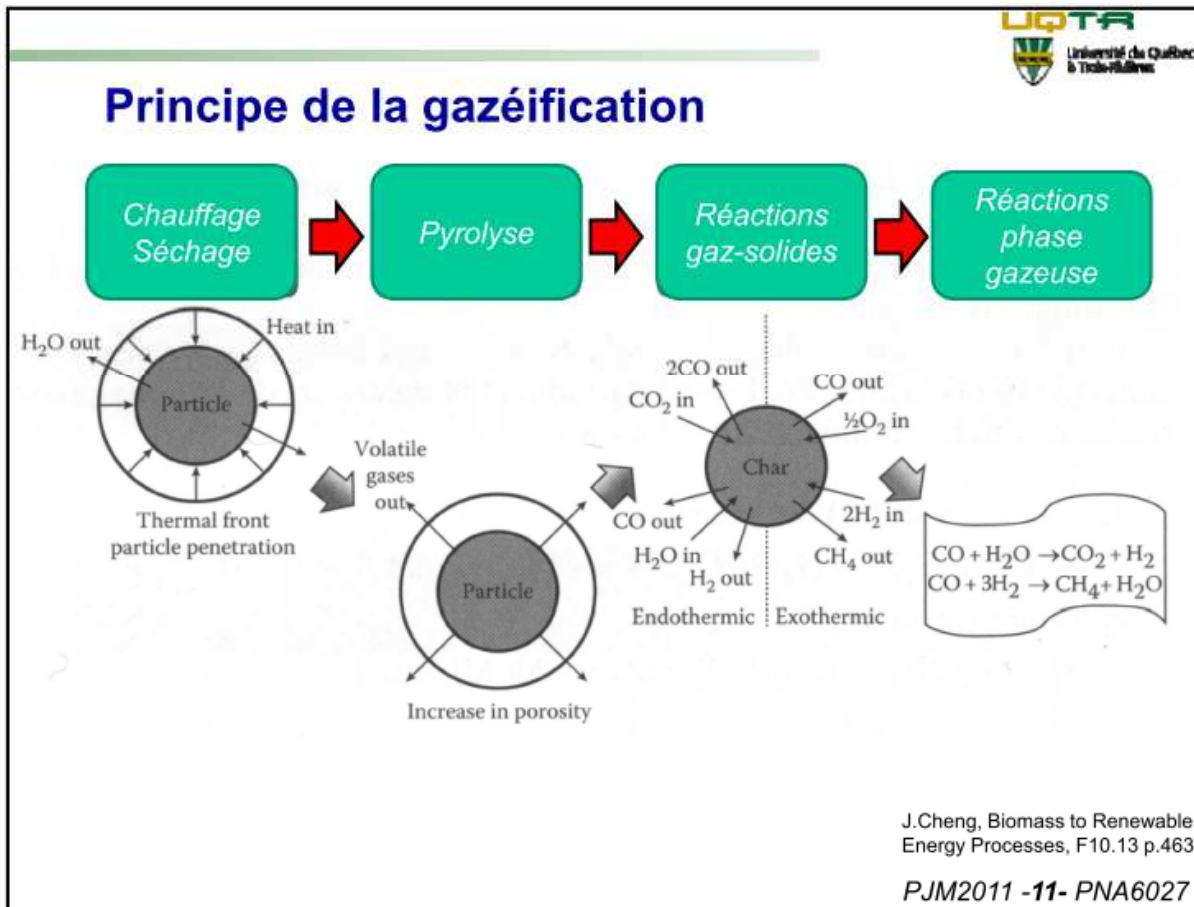 UQTR
Université du Québec
à Trois-Rivières
Principe de la gazéification
Chauffage
Séchage
Pyrolyse
Réactions
gaz-solides
Réactions
phase
gazeuse
H₂O out
Heat in
Particle
Thermal front
particle penetration
Volatile
gases
out
Particle
Increase in porosity
2CO out
CO out
CO₂ in
½O₂ in
Char
CO out
2H₂ in
H₂O in
H₂ out
CH₄ out
Endothermic
Exothermic
CO + H₂O → CO₂ + H₂
CO + 3H₂ → CH₄ + H₂O
J.Cheng, Biomass to Renewable
Energy Processes, F10.13 p.463
PJM2011 -11- PNA6027